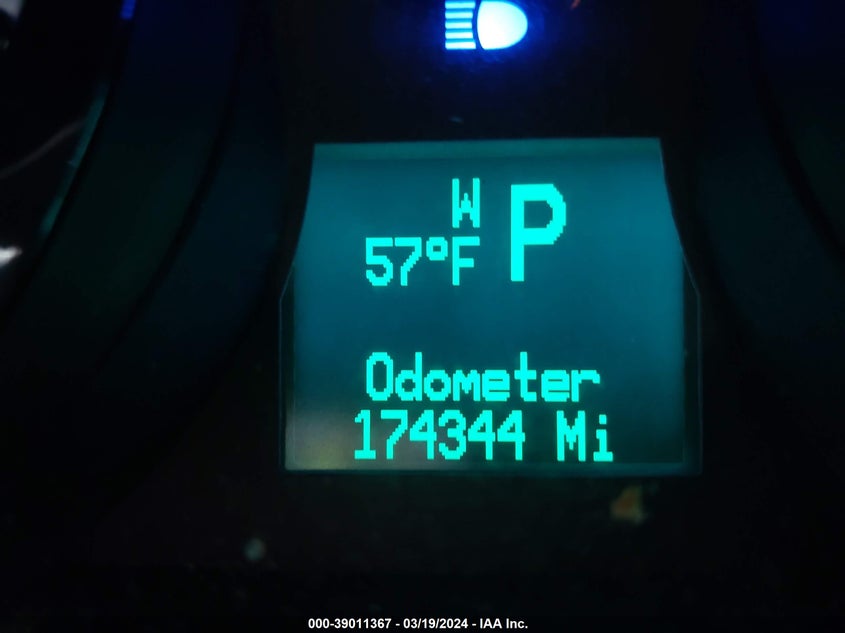 W P
57°F
Odometer
174344 Mi
000-39011367 - 03/19/2024 - IAA Inc.